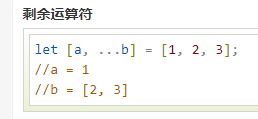 剩余运算符
let [a, ...b] = [1, 2, 3];
//a = 1
//b = [2, 3]